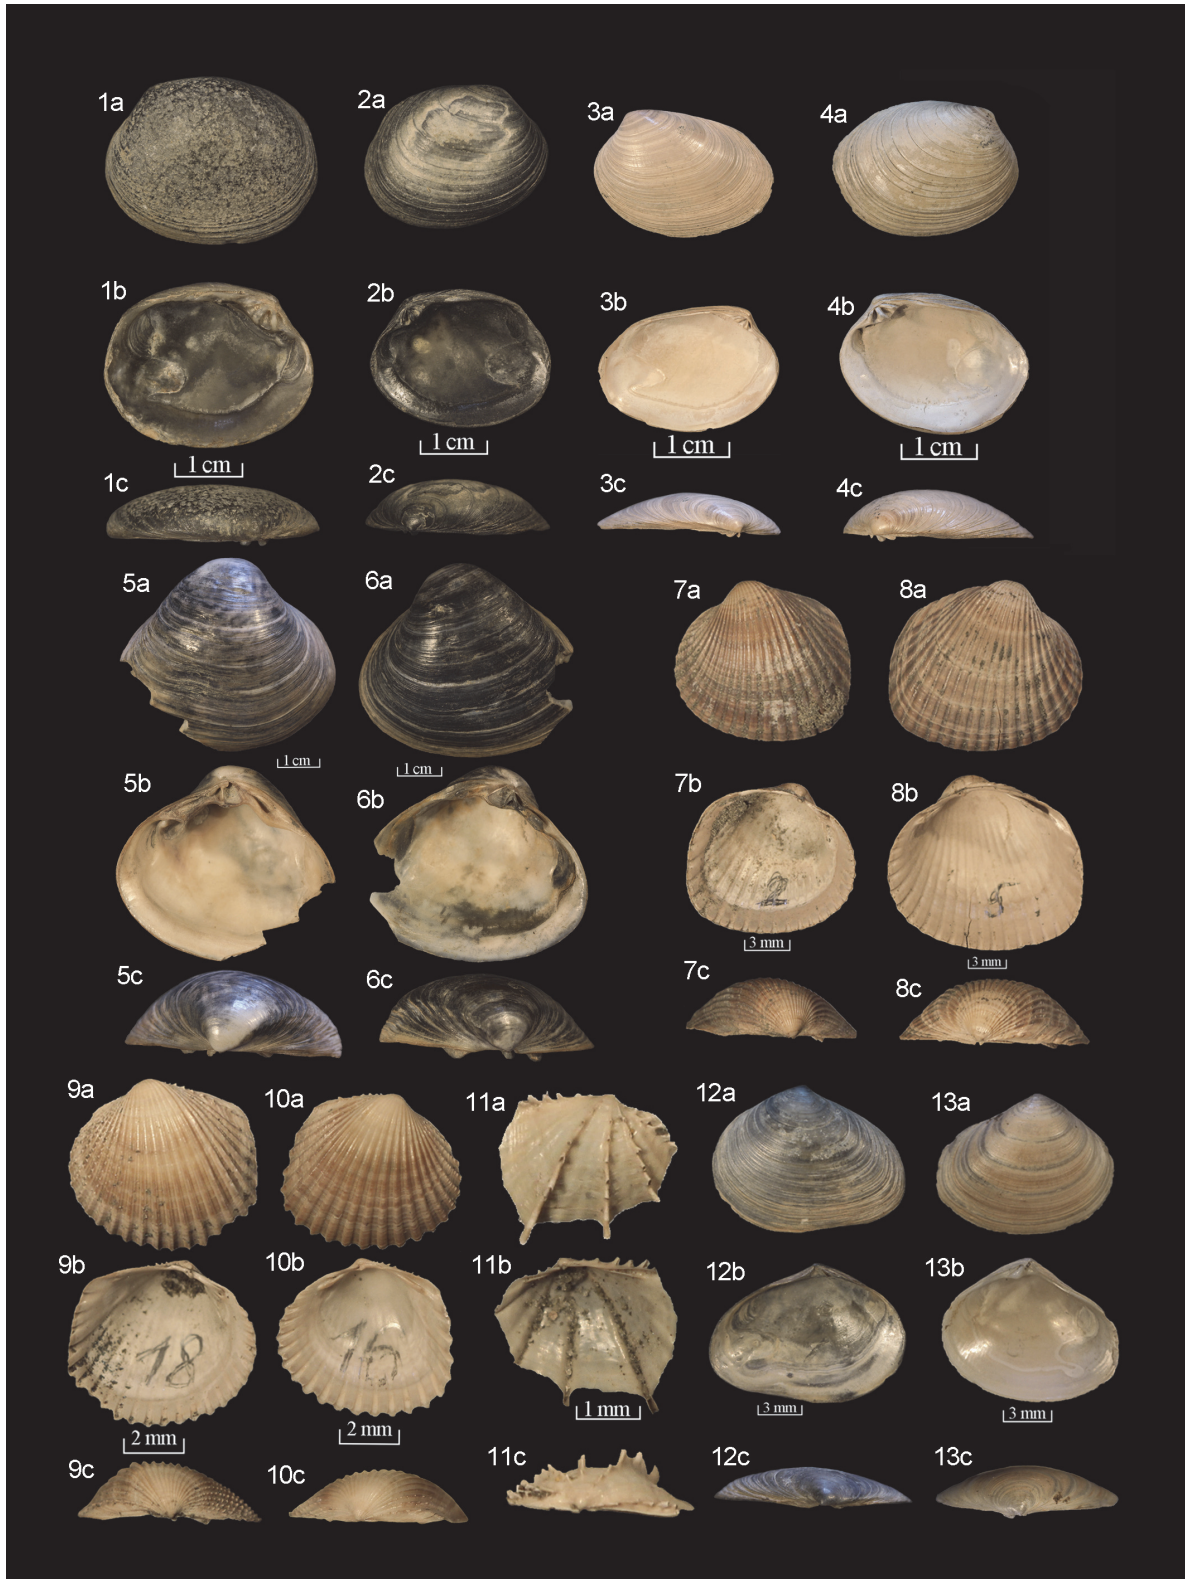 1a 2a 3a 4a
1b 2b 3b 4b
1 cm 1 cm 1 cm 1 cm
1c 2c 3c 4c
5a 6a 7a 8a
1 cm 1 cm
5b 6b 7b 8b
3 mm 3 mm
5c 6c 7c 8c
9a 10a 11a 12a 13a
9b 10b 11b 12b 13b
18 16
2 mm 2 mm 1 mm 3 mm 3 mm
9c 10c 11c 12c 13c